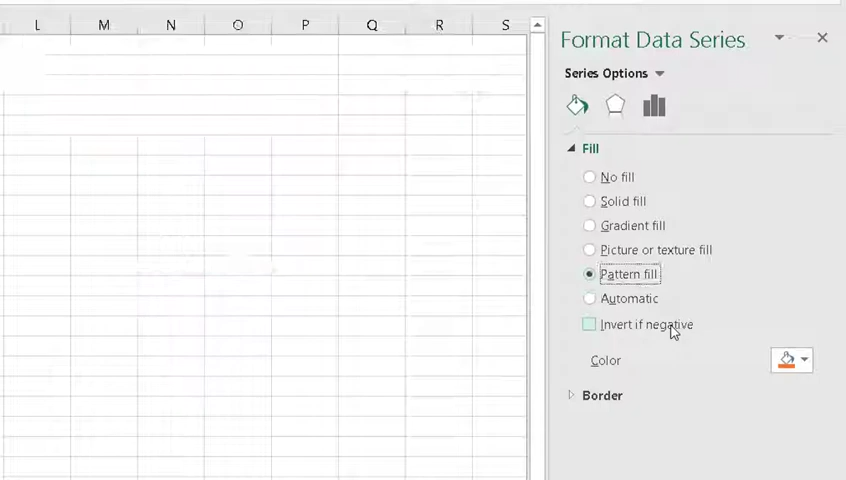 L M N O P Q R S
Format Data Series
Series Options
Fill
No fill
Solid fill
Gradient fill
Picture or texture fill
Pattern fill
Automatic
Invert if negative
Color
Border